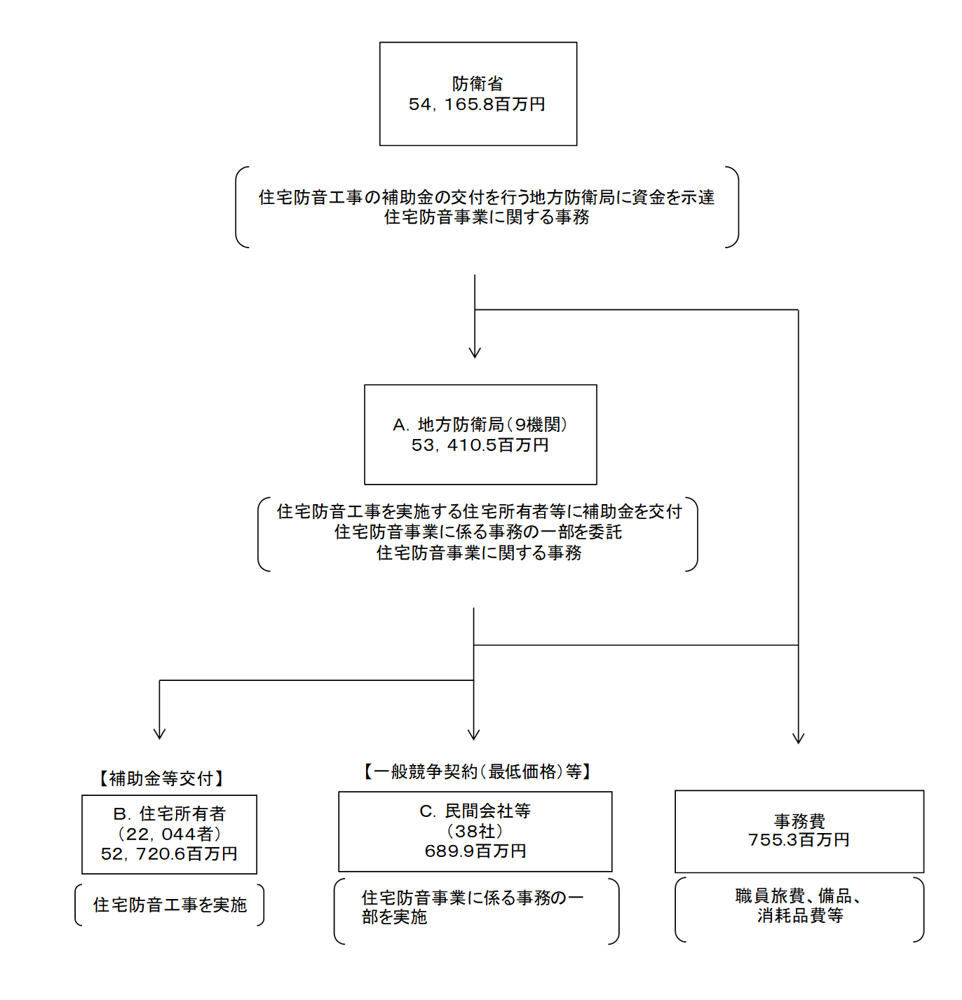 防衛省
54，165.8百万円
住宅防音工事の補助金の交付を行う地方防衛局に資金を示達
住宅防音事業に関する事務
A．地方防衛局（9機関）
53，410.5百万円
住宅防音工事を実施する住宅所有者等に補助金を交付
住宅防音事業に係る事務の一部を委託
住宅防音事業に関する事務
【補助金等交付】
B．住宅所有者
（22，044者）
52，720.6百万円
住宅防音工事を実施
【一般競争契約（最低価格）等】
C．民間会社等
（38社）
689.9百万円
住宅防音事業に係る事務の一
部を実施
事務費
755.3百万円
職員旅費、備品、
消耗品費等